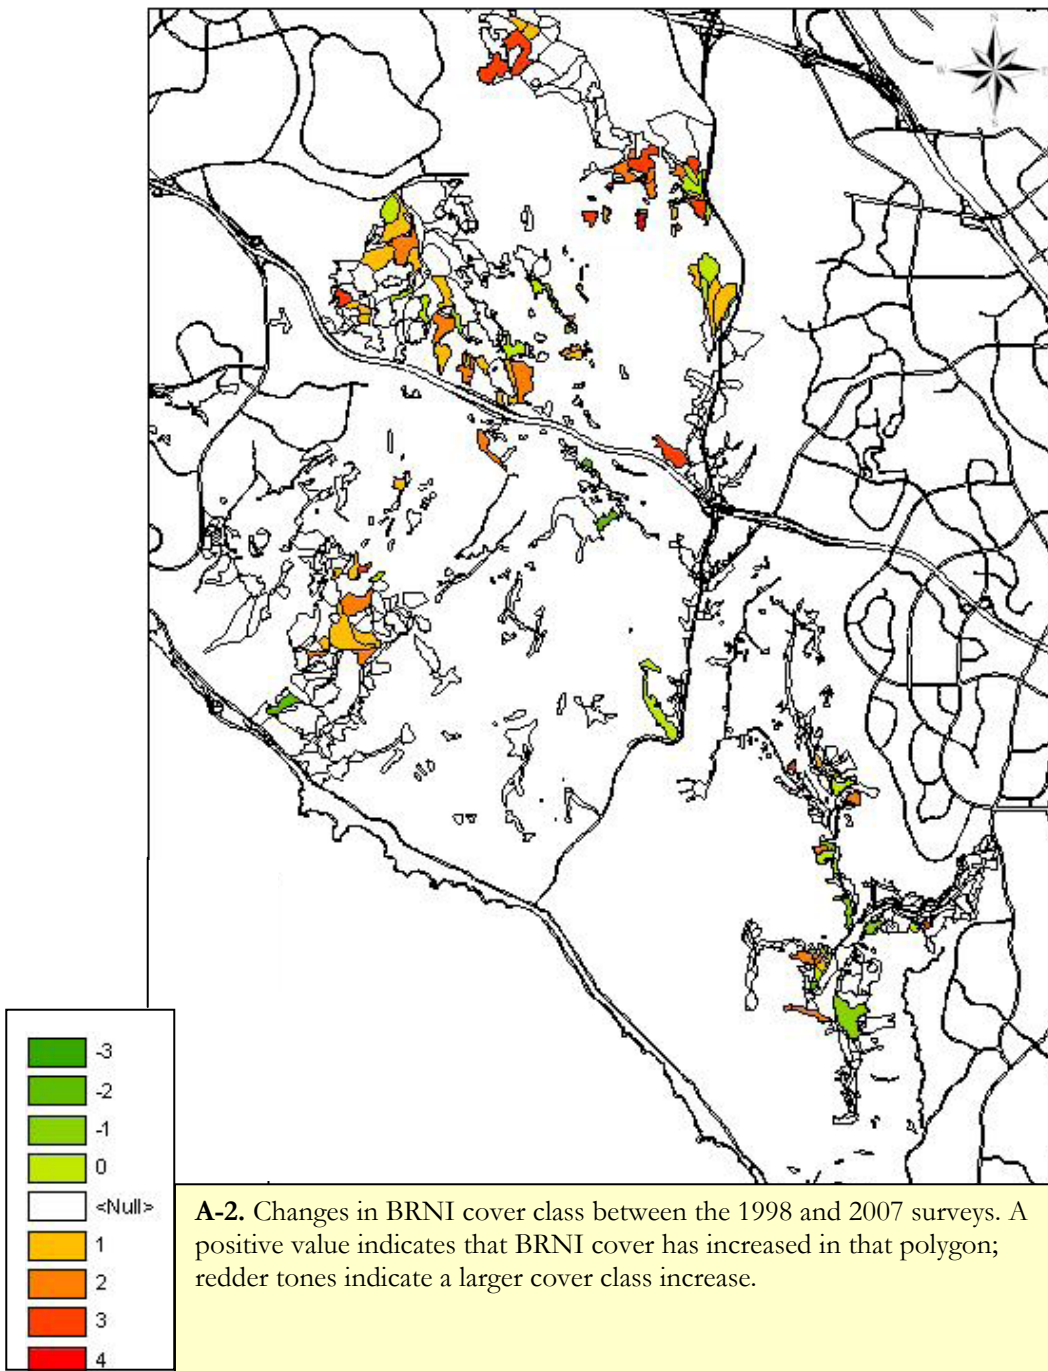 N
W
S
-3
-2
-1
0
<Null>
1
2
3
4
A-2. Changes in BRNI cover class between the 1998 and 2007 surveys. A
positive value indicates that BRNI cover has increased in that polygon;
redder tones indicate a larger cover class increase.